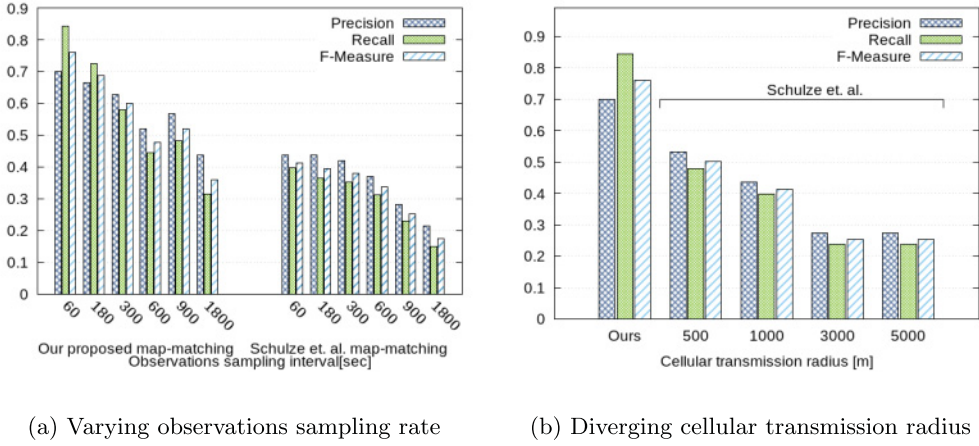 0.9
0.8
0.7
0.6
0.5
0.4
0.3
0.2
0.1
0
Precision
Recall
F-Measure
60 180 300 600 900 1800 60 180 300 600 900 1800
Our proposed map-matching Schulze et. al. map-matching
Observations sampling interval[sec]
(a) Varying observations sampling rate
0.9
0.8
0.7
0.6
0.5
0.4
0.3
0.2
0.1
0
Precision
Recall
F-Measure
Schulze et. al.
Ours 500 1000 3000 5000
Cellular transmission radius [m]
(b) Diverging cellular transmission radius